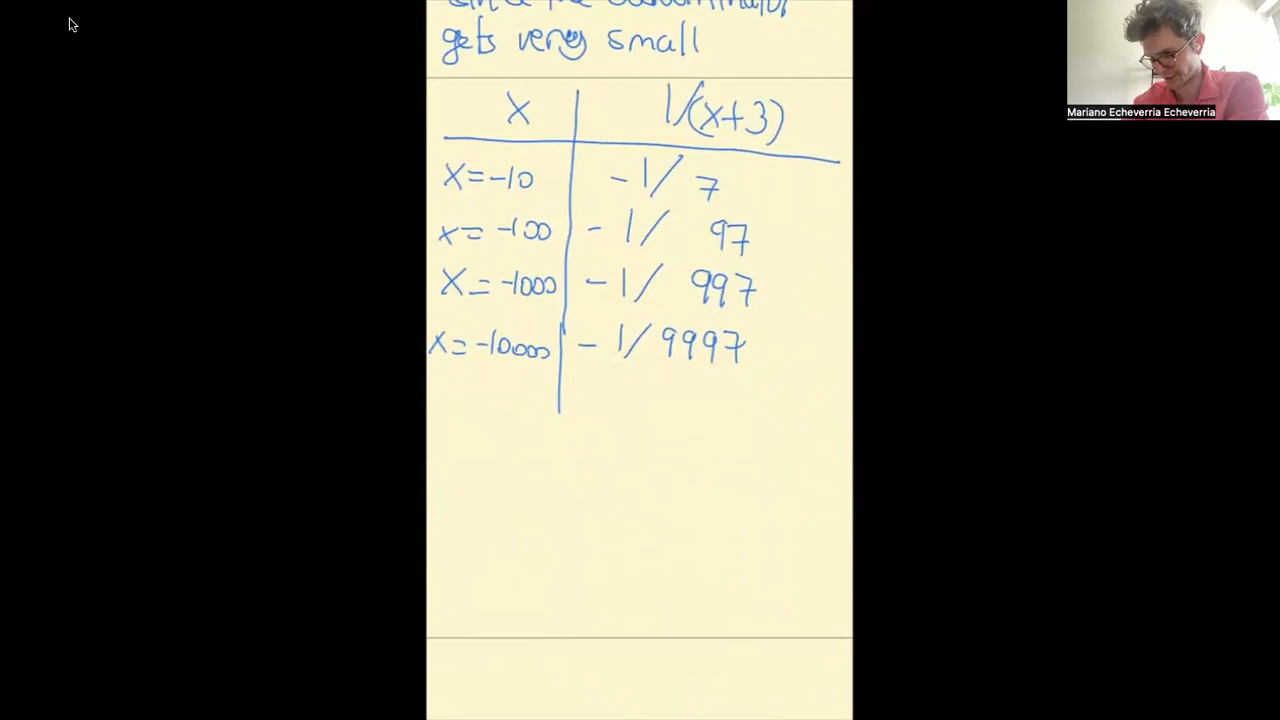 gets very small
x 1/(x+3)
x=-10 -1/7
x=-100 -1/97
x=-1000 -1/997
x=-10000 -1/9997
Mariano Echeverria Echeverria